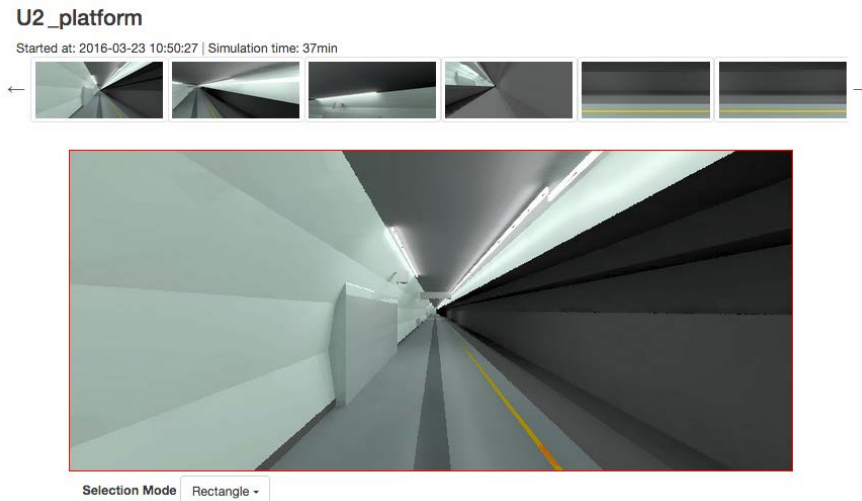 U2_platform
Started at: 2016-03-23 10:50:27 | Simulation time: 37min
Selection Mode Rectangle